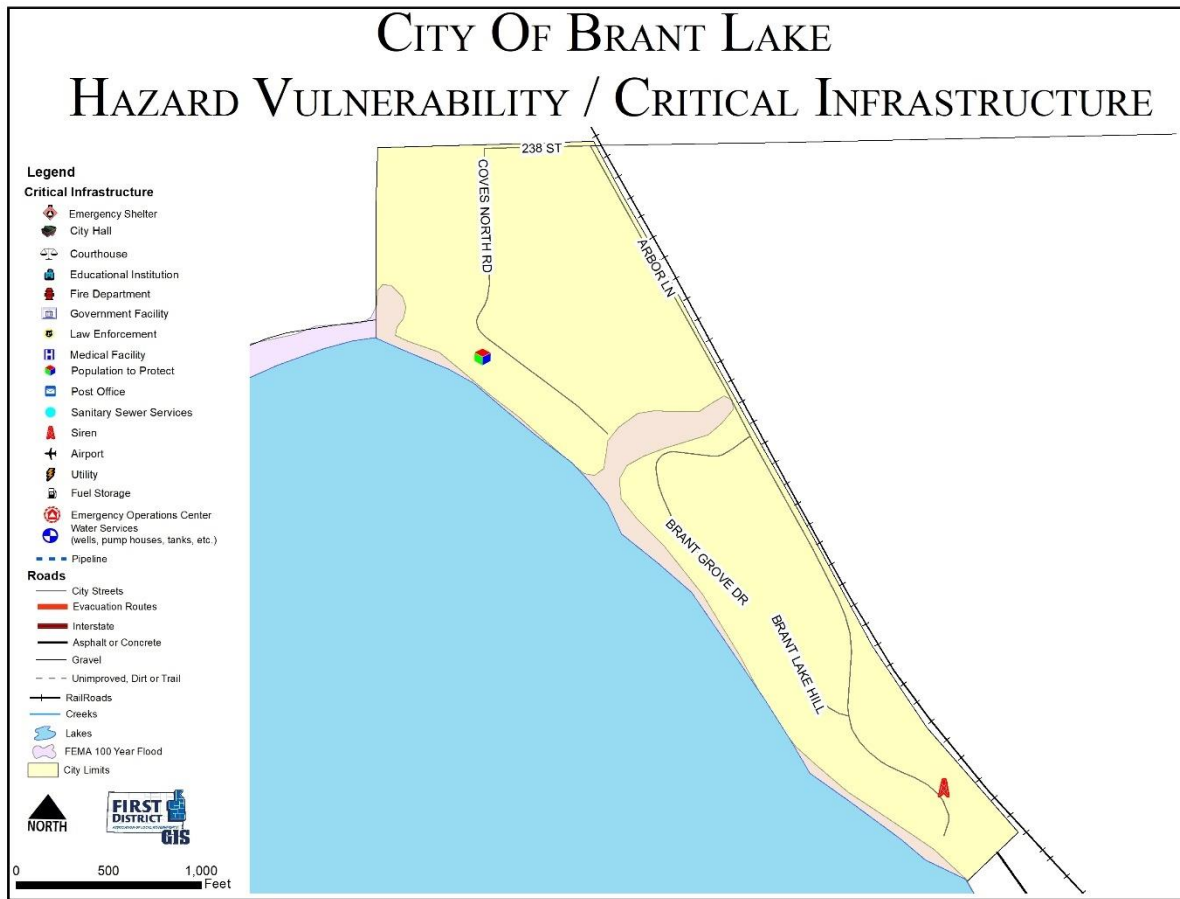 CITY OF BRANT LAKE
HAZARD VULNERABILITY / CRITICAL INFRASTRUCTURE
Legend
Critical Infrastructure
Emergency Shelter
City Hall
Courthouse
Educational Institution
Fire Department
Government Facility
Law Enforcement
Medical Facility
Population to Protect
Post Office
Sanitary Sewer Services
Siren
Airport
Utility
Fuel Storage
Emergency Operations Center
Water Services
(wells, pump houses, tanks, etc.)
Pipeline
Roads
City Streets
Evacuation Routes
Interstate
Asphalt or Concrete
Gravel
Unimproved, Dirt or Trail
RailRoads
Creeks
Lakes
FEMA 100 Year Flood
City Limits
NORTH
FIRST
DISTRICT
ASSOCIATION OF LOCAL GOVERNMENTS
GIS
0 500 1,000
Feet
238 ST
COVES NORTH RD
ARBOR LN
BRANT GROVE DR
BRANT LAKE HILL